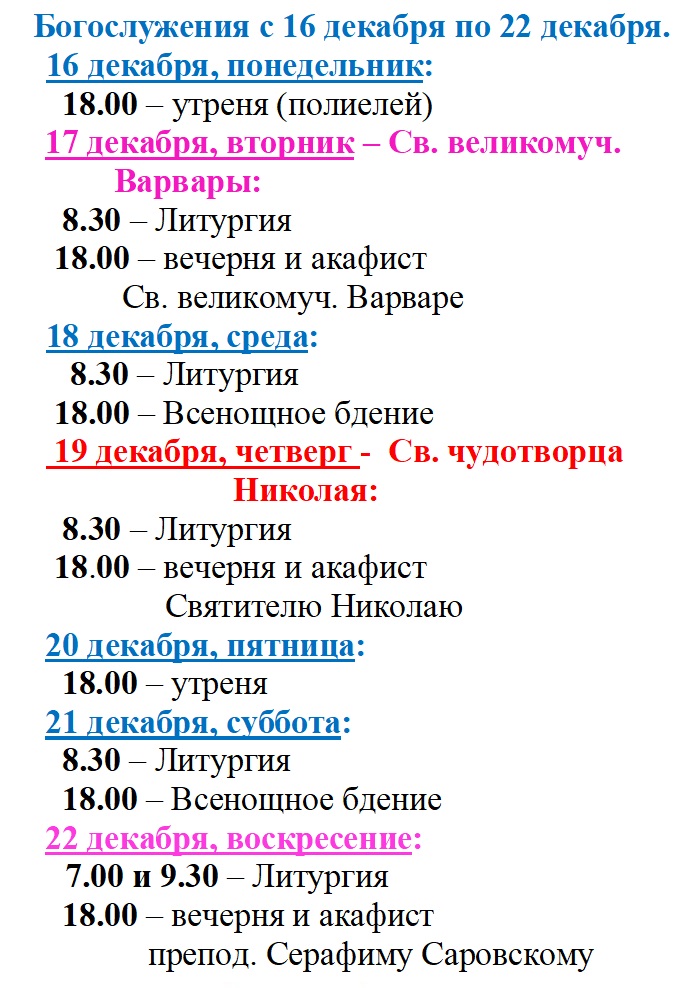 Богослужения с 16 декабря по 22 декабря.
16 декабря, понедельник:
18.00 – утреня (полиелей)
17 декабря, вторник – Св. великомуч.
Варвары:
8.30 – Литургия
18.00 – вечерня и акафист
Св. великомуч. Варваре
18 декабря, среда:
8.30 – Литургия
18.00 – Всенощное бдение
19 декабря, четверг - Св. чудотворца
Николая:
8.30 – Литургия
18.00 – вечерня и акафист
Святителю Николаю
20 декабря, пятница:
18.00 – утреня
21 декабря, суббота:
8.30 – Литургия
18.00 – Всенощное бдение
22 декабря, воскресение:
7.00 и 9.30 – Литургия
18.00 – вечерня и акафист
препод. Серафиму Саровскому